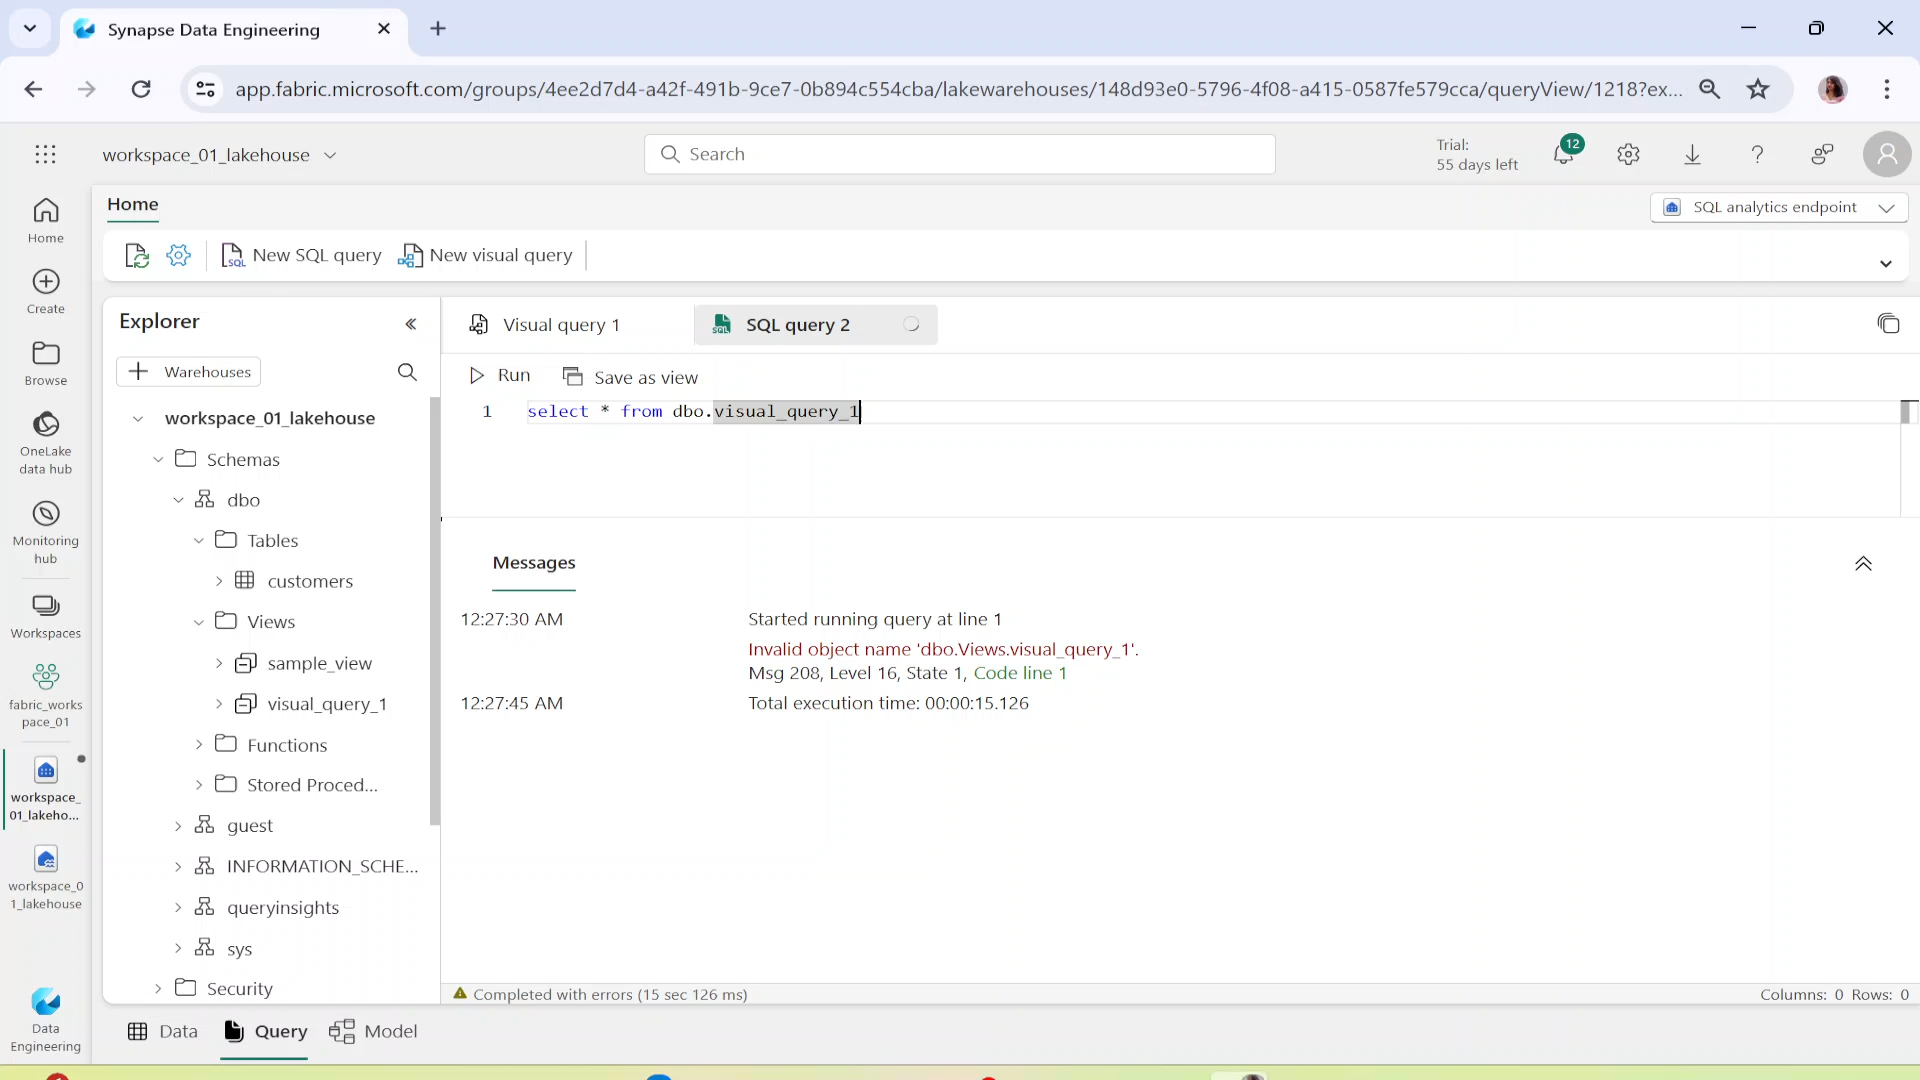 Synapse Data Engineering
app.fabric.microsoft.com/groups/4ee2d7d4-a42f-491b-9ce7-0b894c554cba/lakewarehouses/148d93e0-5796-4f08-a415-0587fe579cca/queryView/1218?ex...
workspace_01_lakehouse
Search
Trial:
55 days left
12
Home
SQL analytics endpoint
New SQL query
New visual query
Home
Create
Browse
OneLake
data hub
Monitoring
hub
Workspaces
fabric_works
pace_01
workspace_
01_lakeho...
workspace_0
1_lakehouse
Data
Engineering
Explorer
Warehouses
workspace_01_lakehouse
Schemas
dbo
Tables
customers
Views
sample_view
visual_query_1
Functions
Stored Proced...
guest
INFORMATION_SCHE...
queryinsights
sys
Security
Visual query 1
SQL query 2
Run
Save as view
1 select * from dbo.visual_query_1
Messages
12:27:30 AM Started running query at line 1
Invalid object name 'dbo.Views.visual_query_1'.
Msg 208, Level 16, State 1, Code line 1
12:27:45 AM Total execution time: 00:00:15.126
Completed with errors (15 sec 126 ms)
Columns: 0 Rows: 0
Data
Query
Model